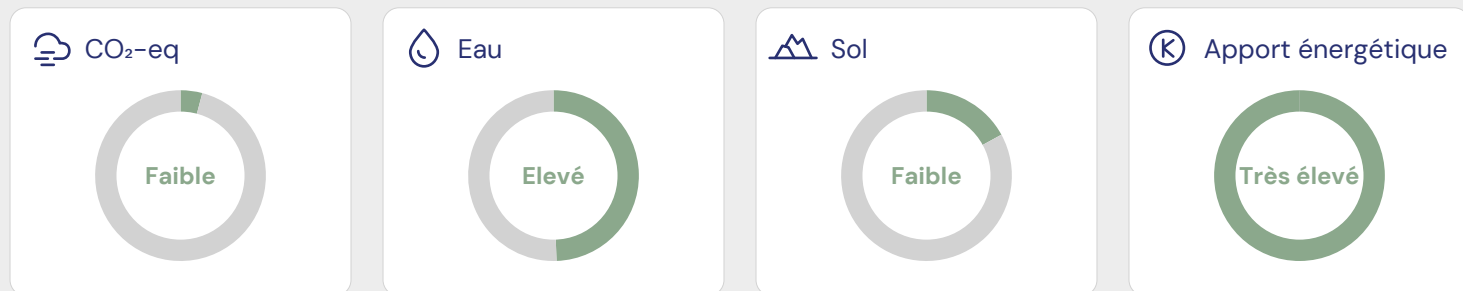 CO₂-eq
Faible
Eau
Elevé
Sol
Faible
Apport énergétique
Très élevé